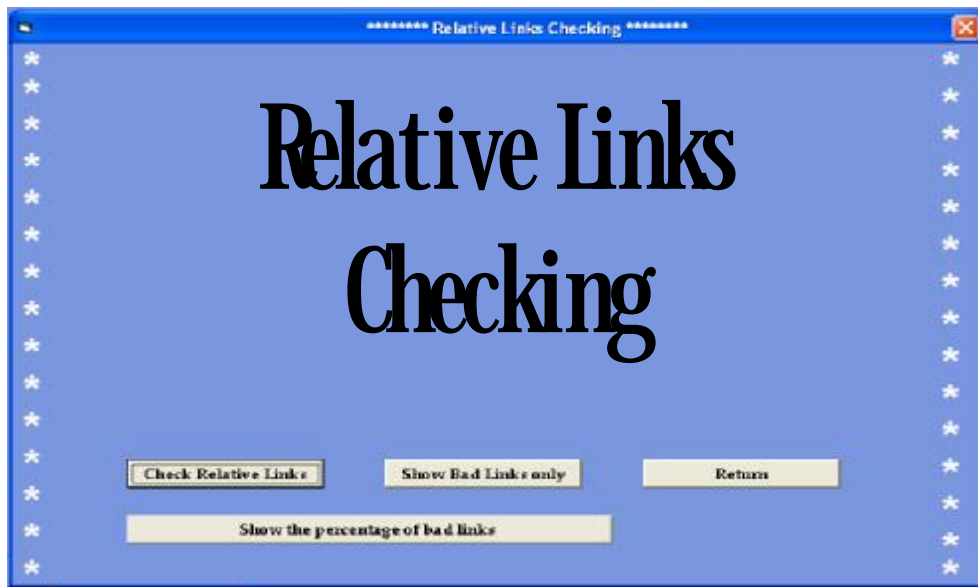 ******** Relative Links Checking ********
Relative Links
Checking
Check Relative Links
Show Bad Links only
Return
Show the percentage of bad links